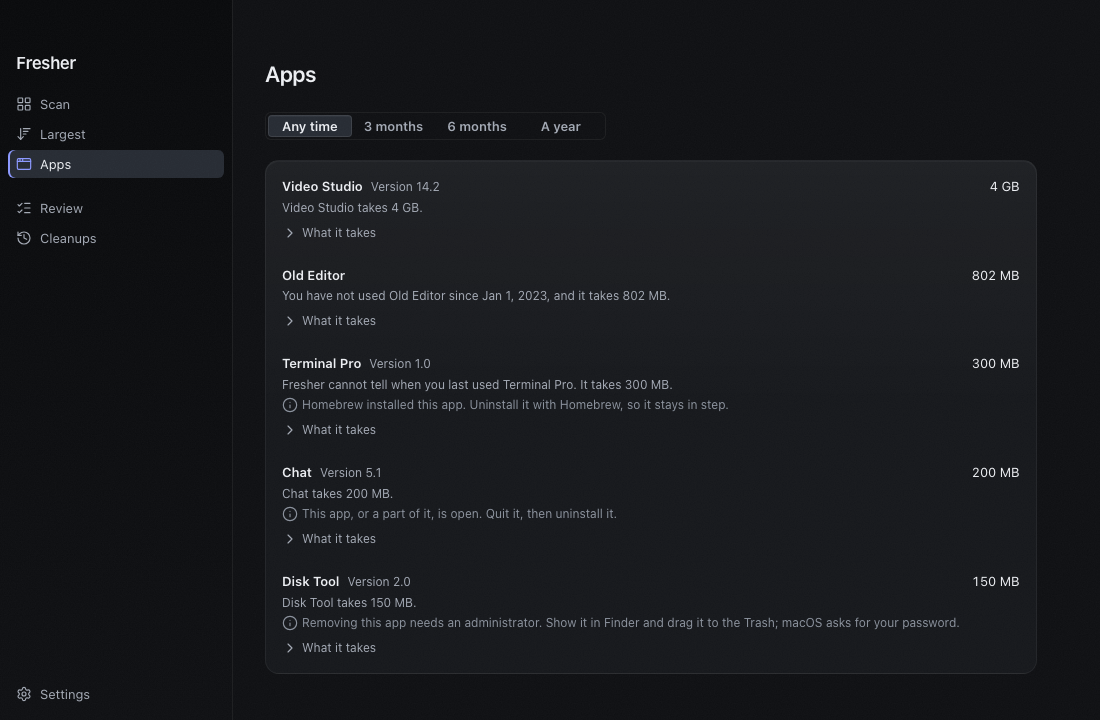 Fresher
Scan
Largest
Apps
Review
Cleanups
Settings
Apps
Any time 3 months 6 months A year
Video Studio Version 14.2 4 GB
Video Studio takes 4 GB.
What it takes
Old Editor 802 MB
You have not used Old Editor since Jan 1, 2023, and it takes 802 MB.
What it takes
Terminal Pro Version 1.0 300 MB
Fresher cannot tell when you last used Terminal Pro. It takes 300 MB.
Homebrew installed this app. Uninstall it with Homebrew, so it stays in step.
What it takes
Chat Version 5.1 200 MB
Chat takes 200 MB.
This app, or a part of it, is open. Quit it, then uninstall it.
What it takes
Disk Tool Version 2.0 150 MB
Disk Tool takes 150 MB.
Removing this app needs an administrator. Show it in Finder and drag it to the Trash; macOS asks for your password.
What it takes